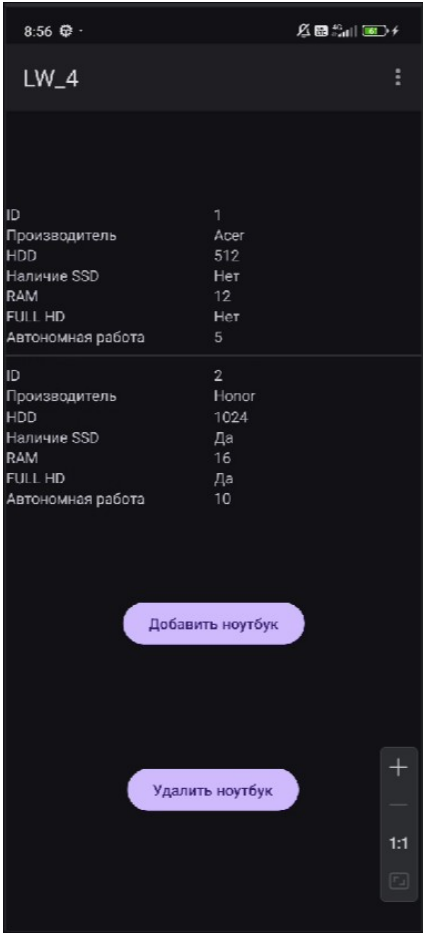 8:56
LW_4
ID 1
Производитель Acer
HDD 512
Наличие SSD Нет
RAM 12
FULL HD Нет
Автономная работа 5
ID 2
Производитель Honor
HDD 1024
Наличие SSD Да
RAM 16
FULL HD Да
Автономная работа 10
Добавить ноутбук
Удалить ноутбук
1:1